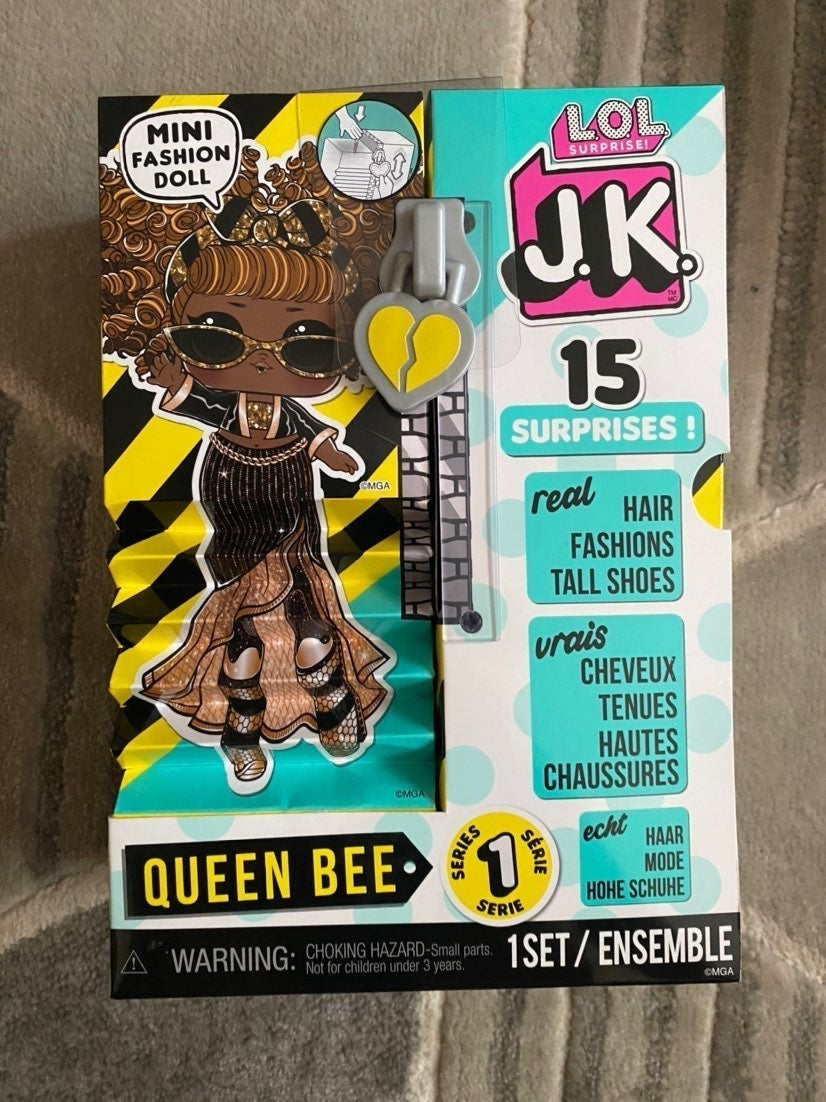 MINI
FASHION
DOLL
©MGA
©MGA
L.O.L.
SURPRISE!
J.K.
TM
MC
15
SURPRISES!
real HAIR
FASHIONS
TALL SHOES
vrais
CHEVEUX
TENUES
HAUTES
CHAUSSURES
echt HAAR
MODE
HOHE SCHUHE
QUEEN BEE
SERIES
1
SÉRIE
SERIE
WARNING: CHOKING HAZARD-Small parts.
Not for children under 3 years.
1 SET / ENSEMBLE
©MGA